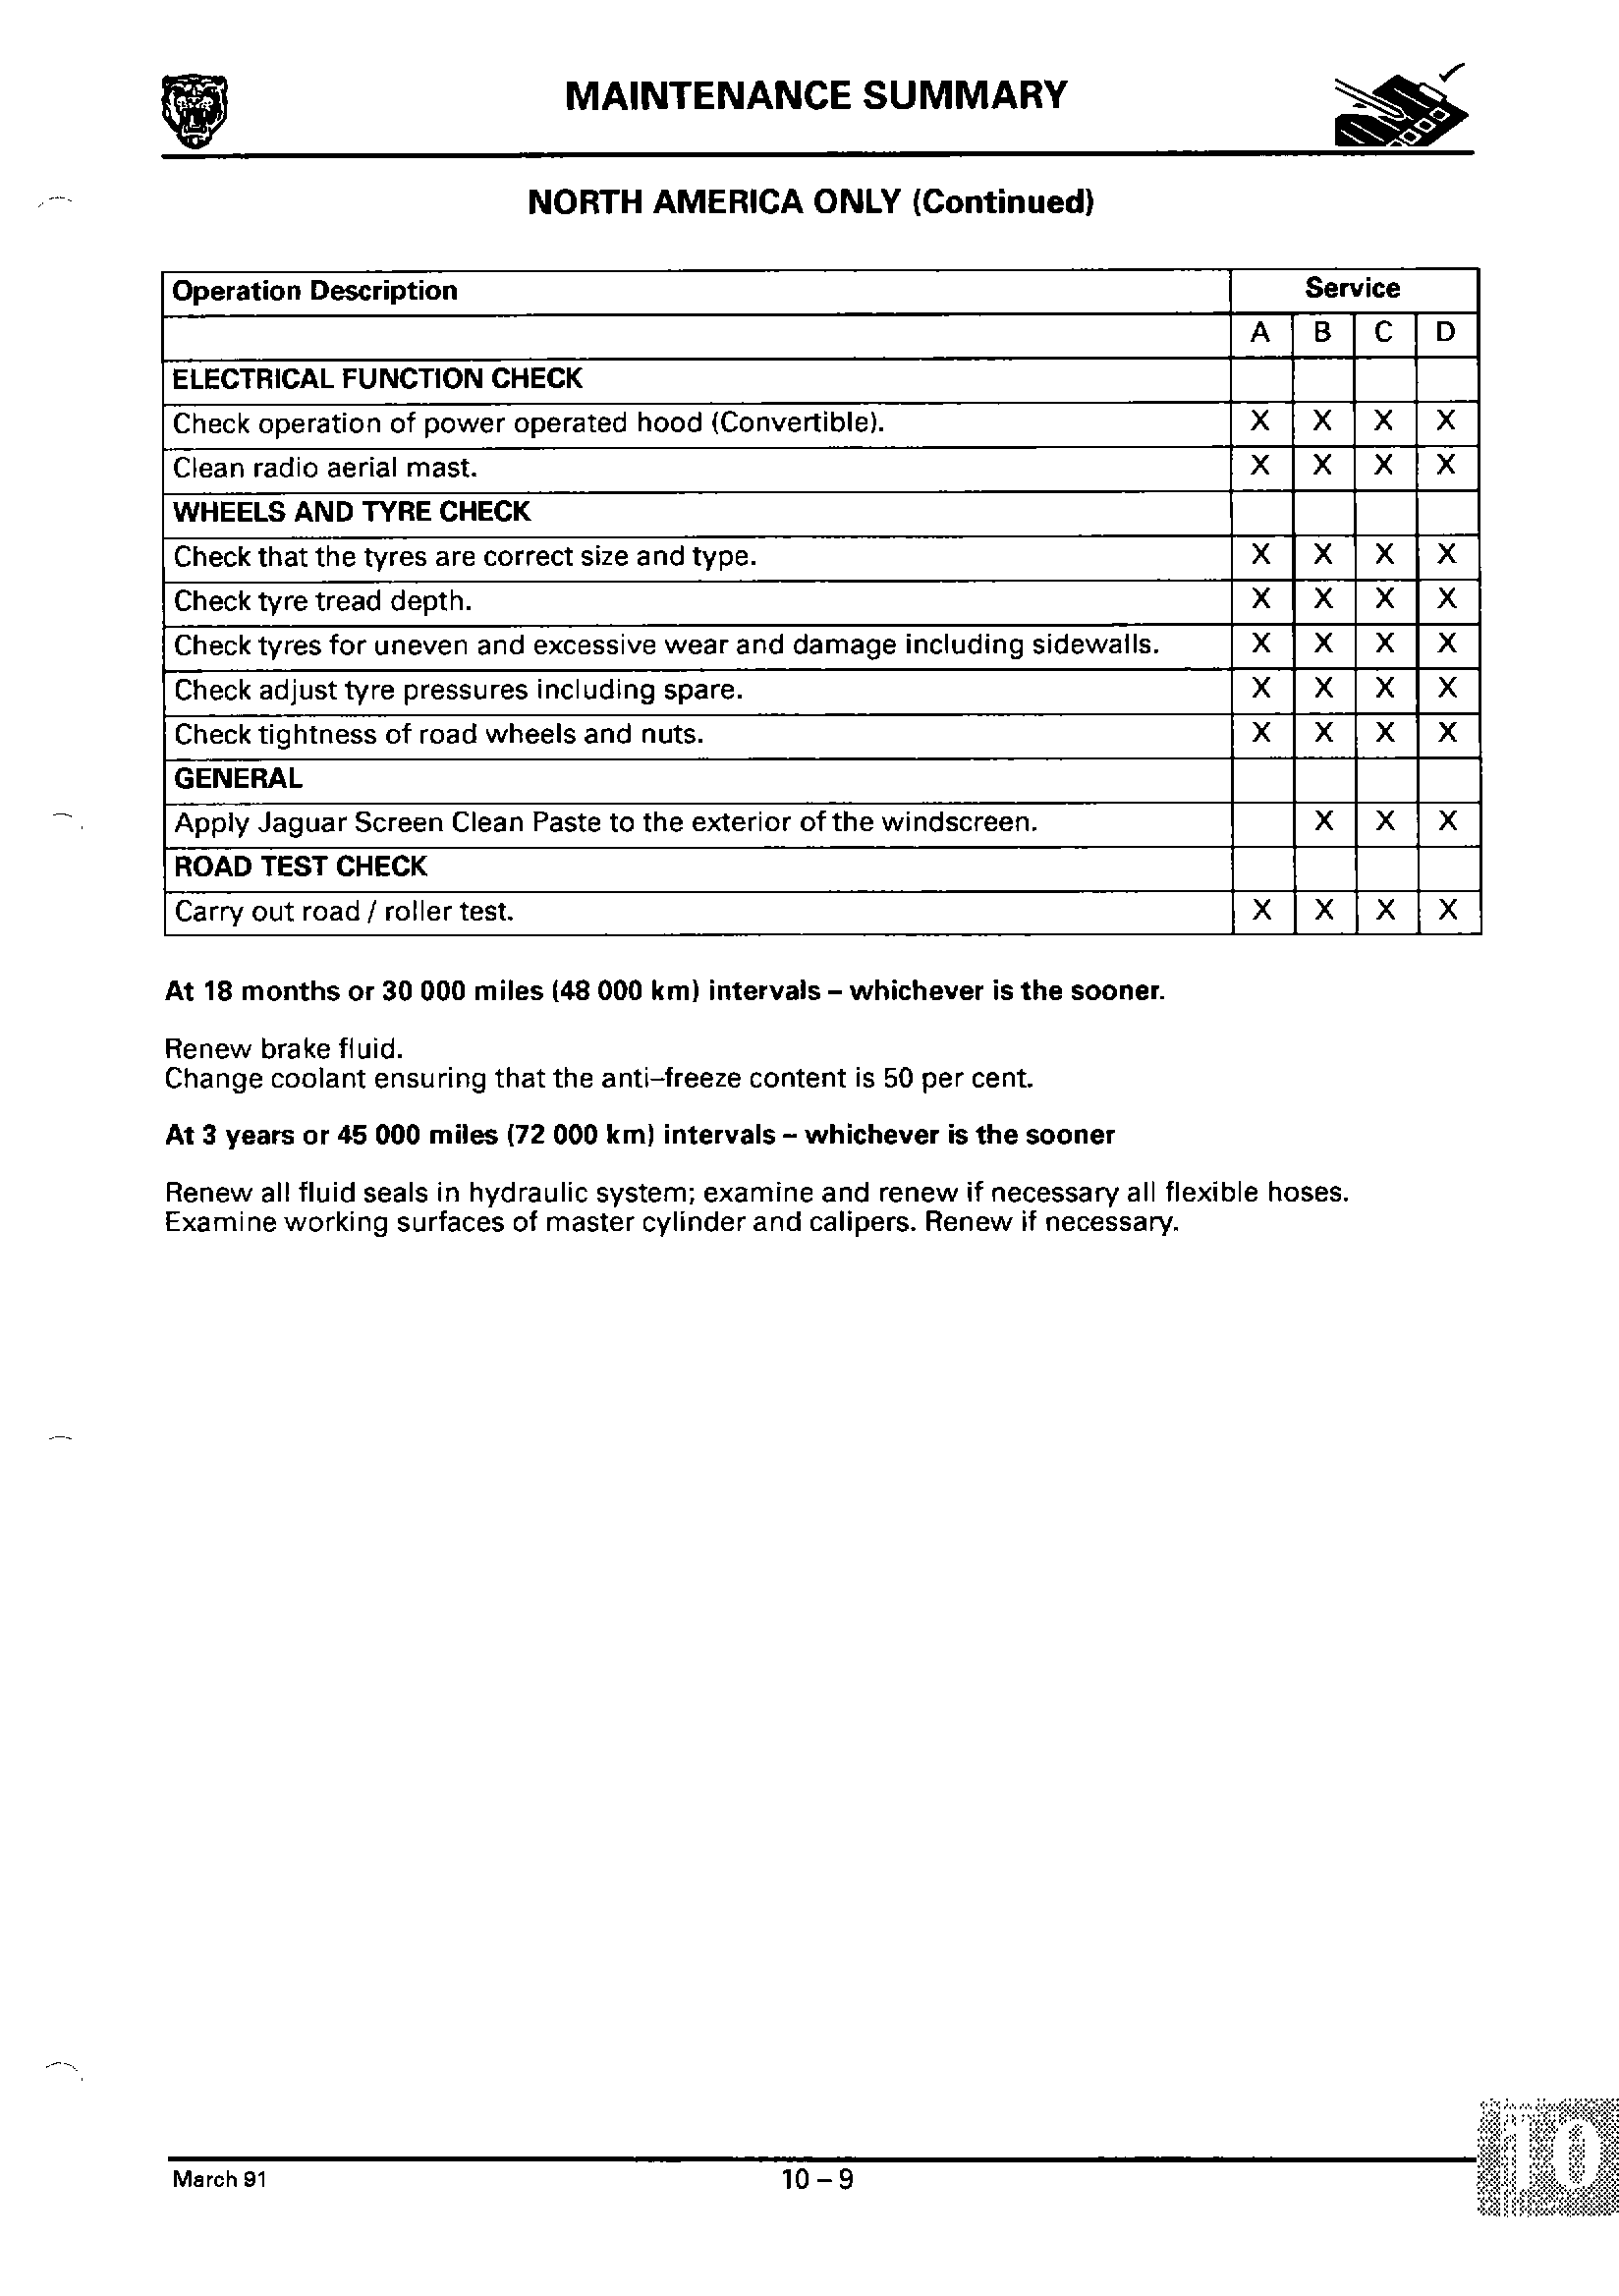 MAINTENANCE SUMMARY
NORTH AMERICA ONLY (Continued)
Operation Description Service
A B C D
ELECTRICAL FUNCTION CHECK
Check operation of power operated hood (Convertible). X X X X
Clean radio aerial mast. X X X X
WHEELS AND TYRE CHECK
Check that the tyres are correct size and type. X X X X
Check tyre tread depth. X X X X
Check tyres for uneven and excessive wear and damage including sidewalls. X X X X
Check adjust tyre pressures including spare. X X X X
Check tightness of road wheels and nuts. X X X X
GENERAL
Apply Jaguar Screen Clean Paste to the exterior of the windscreen. X X X
ROAD TEST CHECK
Carry out road / roller test. X X X X
At 18 months or 30 000 miles (48 000 km) intervals – whichever is the sooner.
Renew brake fluid.
Change coolant ensuring that the anti–freeze content is 50 per cent.
At 3 years or 45 000 miles (72 000 km) intervals – whichever is the sooner
Renew all fluid seals in hydraulic system; examine and renew if necessary all flexible hoses.
Examine working surfaces of master cylinder and calipers. Renew if necessary.
March 91
10 – 9
10